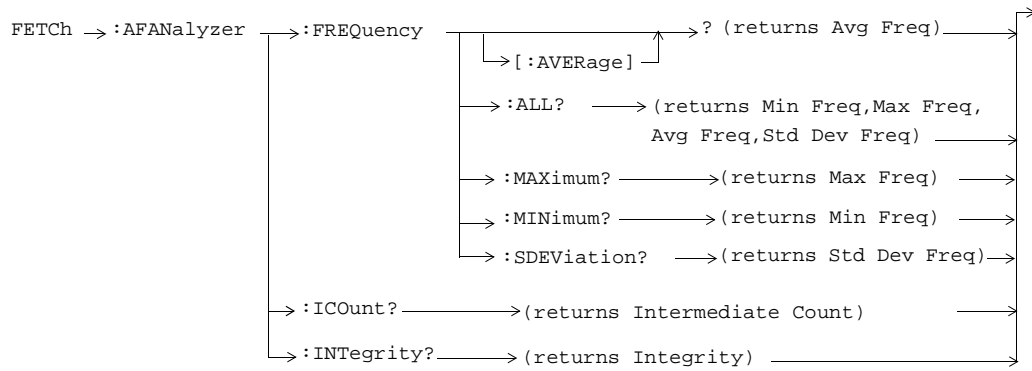 FETCh :AFANalyzer :FREQuency ? (returns Avg Freq)
[:AVERage]
:ALL? (returns Min Freq,Max Freq,
Avg Freq,Std Dev Freq)
:MAXimum? (returns Max Freq)
:MINimum? (returns Min Freq)
:SDEViation? (returns Std Dev Freq)
:ICOunt? (returns Intermediate Count)
:INTegrity? (returns Integrity)